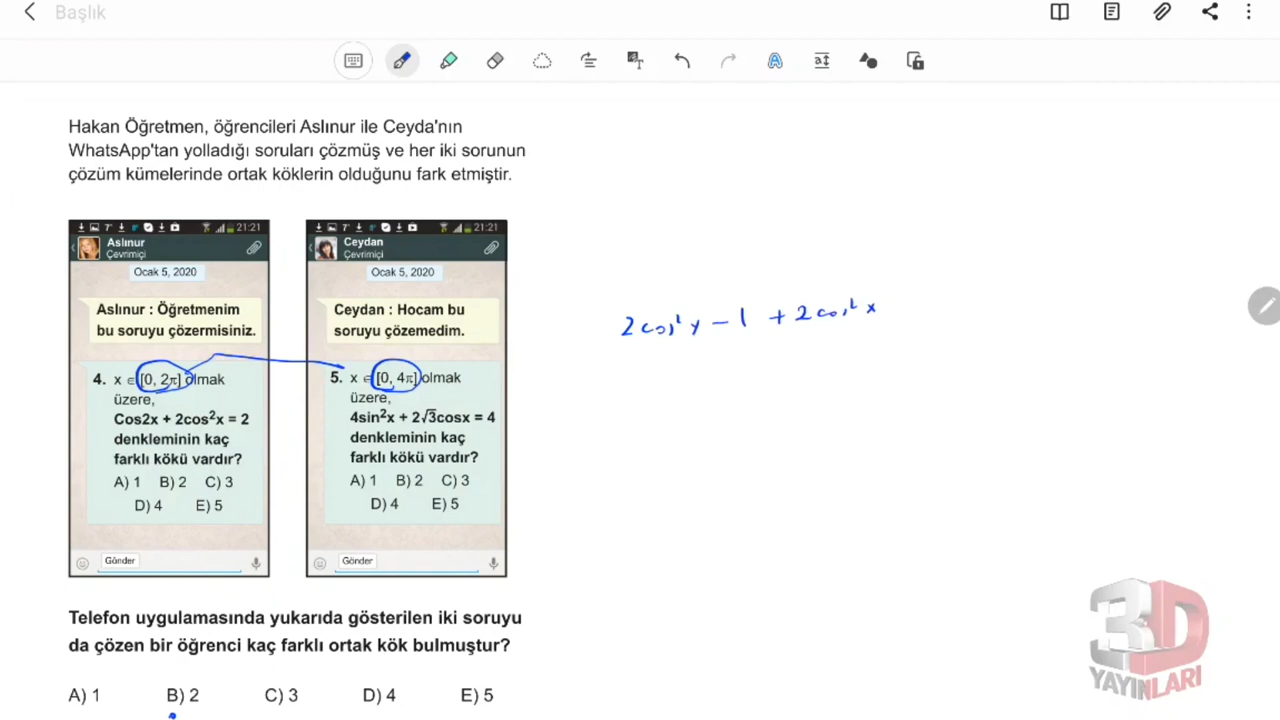 Başlık
Hakan Öğretmen, öğrencileri Aslınur ile Ceyda'nın
WhatsApp'tan yolladığı soruları çözmüş ve her iki sorunun
çözüm kümelerinde ortak köklerin olduğunu fark etmiştir.
21:21
Aslınur
Çevrimiçi
Ocak 5, 2020
Aslınur : Öğretmenim
bu soruyu çözermisiniz.
4. x ∈ [0, 2π] olmak
üzere,
Cos2x + 2cos²x = 2
denkleminin kaç
farklı kökü vardır?
A) 1 B) 2 C) 3
D) 4 E) 5
Gönder
21:21
Ceydan
Çevrimiçi
Ocak 5, 2020
Ceydan : Hocam bu
soruyu çözemedim.
5. x ∈ [0, 4π] olmak
üzere,
4sin²x + 2√3cosx = 4
denkleminin kaç
farklı kökü vardır?
A) 1 B) 2 C) 3
D) 4 E) 5
Gönder
2cos²x - 1 + 2cos²x
Telefon uygulamasında yukarıda gösterilen iki soruyu
da çözen bir öğrenci kaç farklı ortak kök bulmuştur?
A) 1 B) 2 C) 3 D) 4 E) 5
3D
YAYINLARI